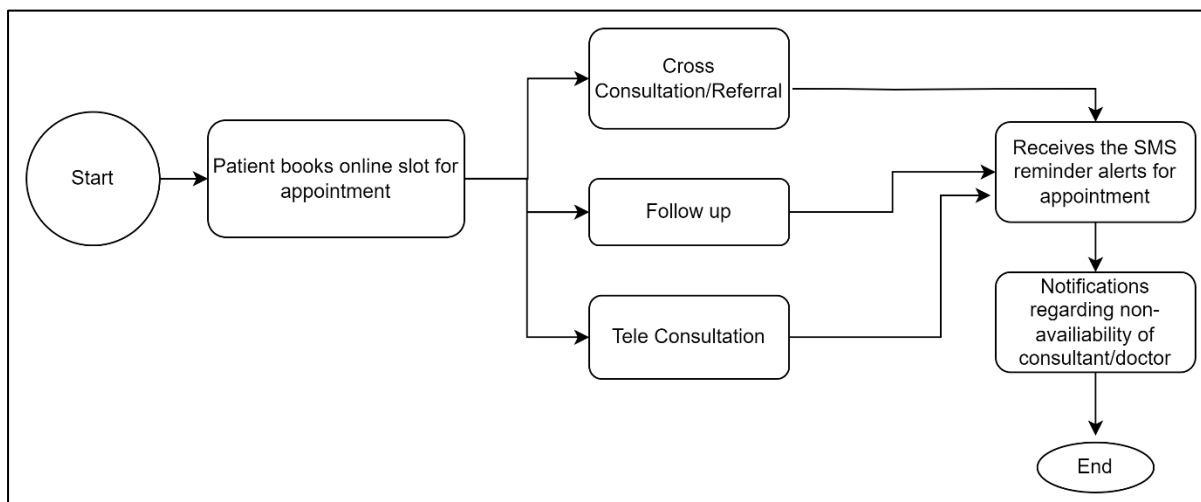 Start
Patient books online slot for
appointment
Cross
Consultation/Referral
Follow up
Tele Consultation
Receives the SMS
reminder alerts for
appointment
Notifications
regarding non-
availiability of
consultant/doctor
End